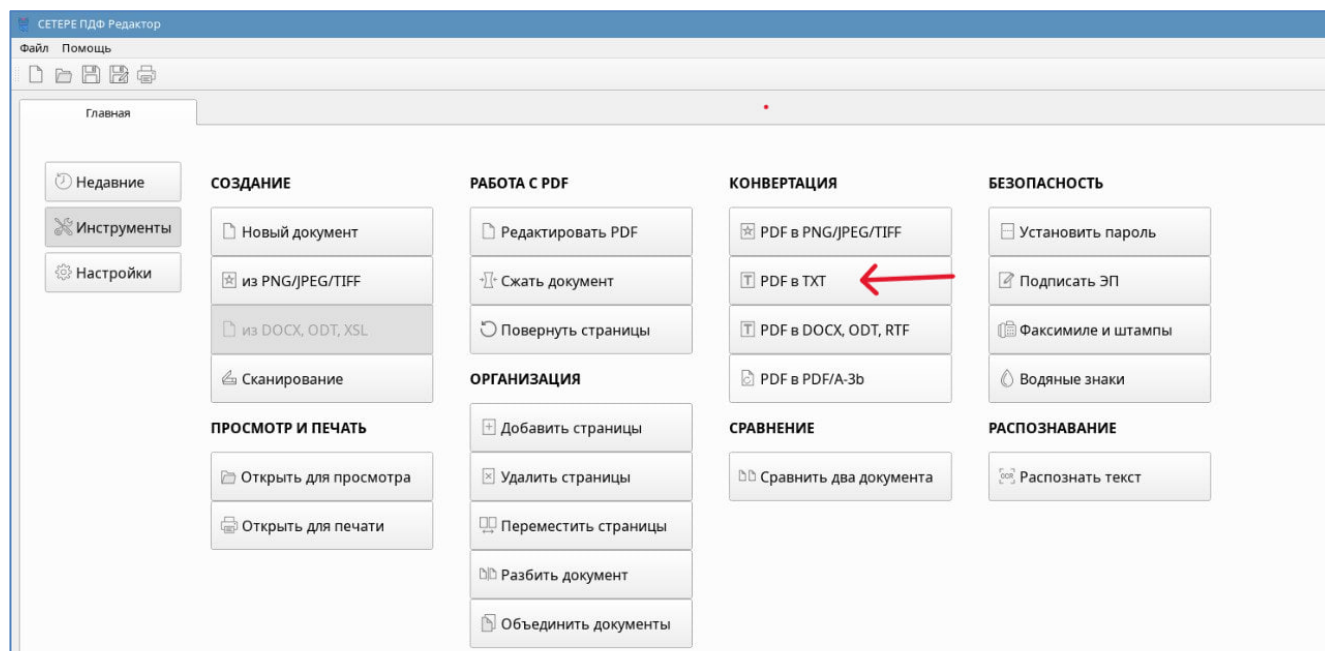 СЕТЕРЕ ПДФ Редактор
Файл Помощь
Главная
Недавние
Инструменты
Настройки
СОЗДАНИЕ
Новый документ
из PNG/JPEG/TIFF
из DOCX, ODT, XSL
Сканирование
ПРОСМОТР И ПЕЧАТЬ
Открыть для просмотра
Открыть для печати
РАБОТА С PDF
Редактировать PDF
Сжать документ
Повернуть страницы
ОРГАНИЗАЦИЯ
Добавить страницы
Удалить страницы
Переместить страницы
Разбить документ
Объединить документы
КОНВЕРТАЦИЯ
PDF в PNG/JPEG/TIFF
PDF в TXT
PDF в DOCX, ODT, RTF
PDF в PDF/A-3b
СРАВНЕНИЕ
Сравнить два документа
БЕЗОПАСНОСТЬ
Установить пароль
Подписать ЭП
Факсимиле и штампы
Водяные знаки
РАСПОЗНАВАНИЕ
Распознать текст